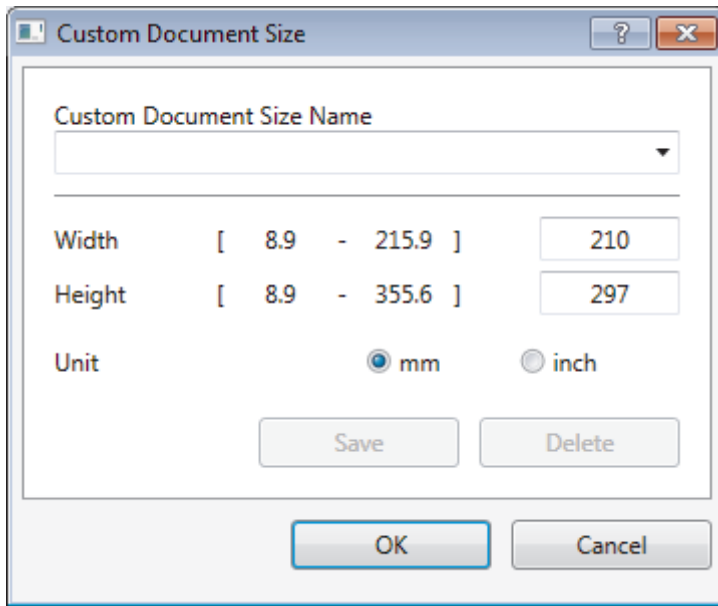 Custom Document Size
Custom Document Size Name
Width [ 8.9 - 215.9 ] 210
Height [ 8.9 - 355.6 ] 297
Unit mm inch
Save Delete
OK Cancel